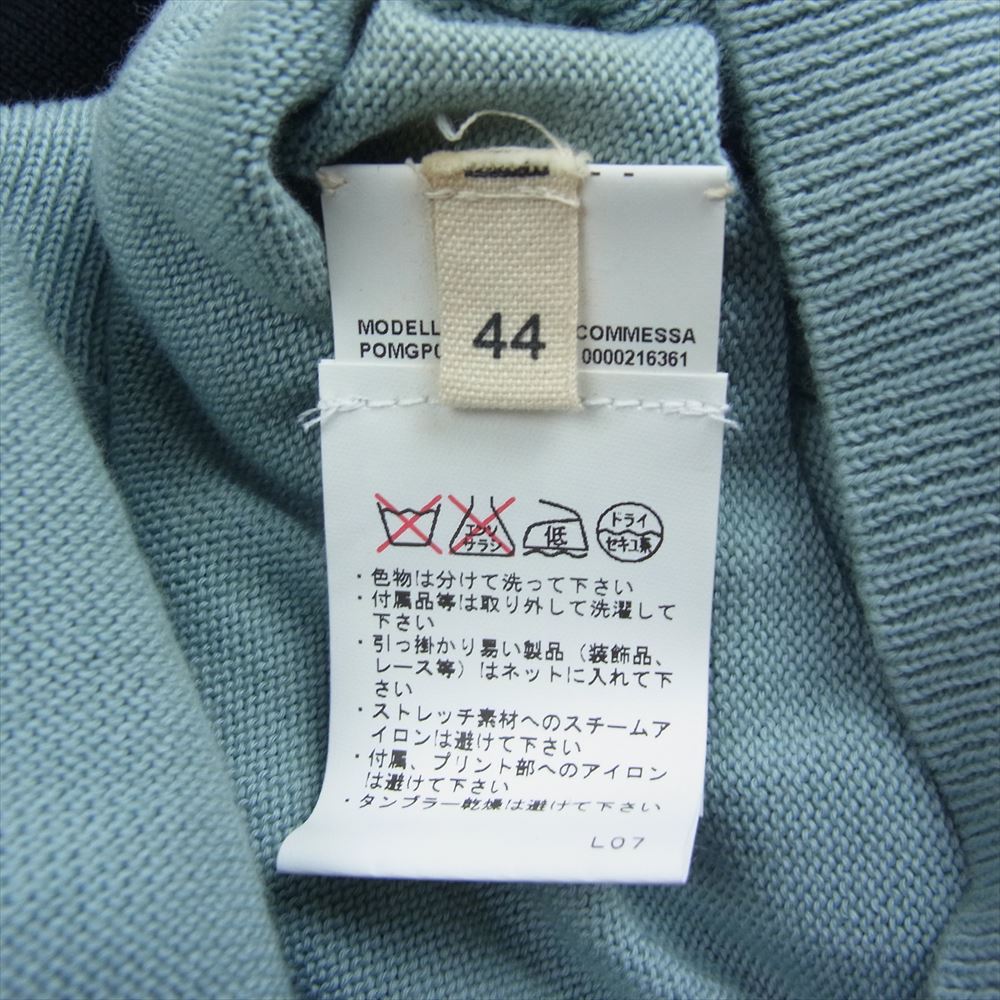 44
COMMESSA
0000216361
エンソ
サラシ
低
ドライ
セキユ系
・色物は分けて洗って下さい
・付属品等は取り外して洗濯して
下さい
・引っ掛かり易い製品（装飾品、
レース等）はネットに入れて下
さい
・ストレッチ素材へのスチームア
イロンは避けて下さい
・付属、プリント部へのアイロン
は避けて下さい
・タンブラー乾燥は避けて下さい
L07